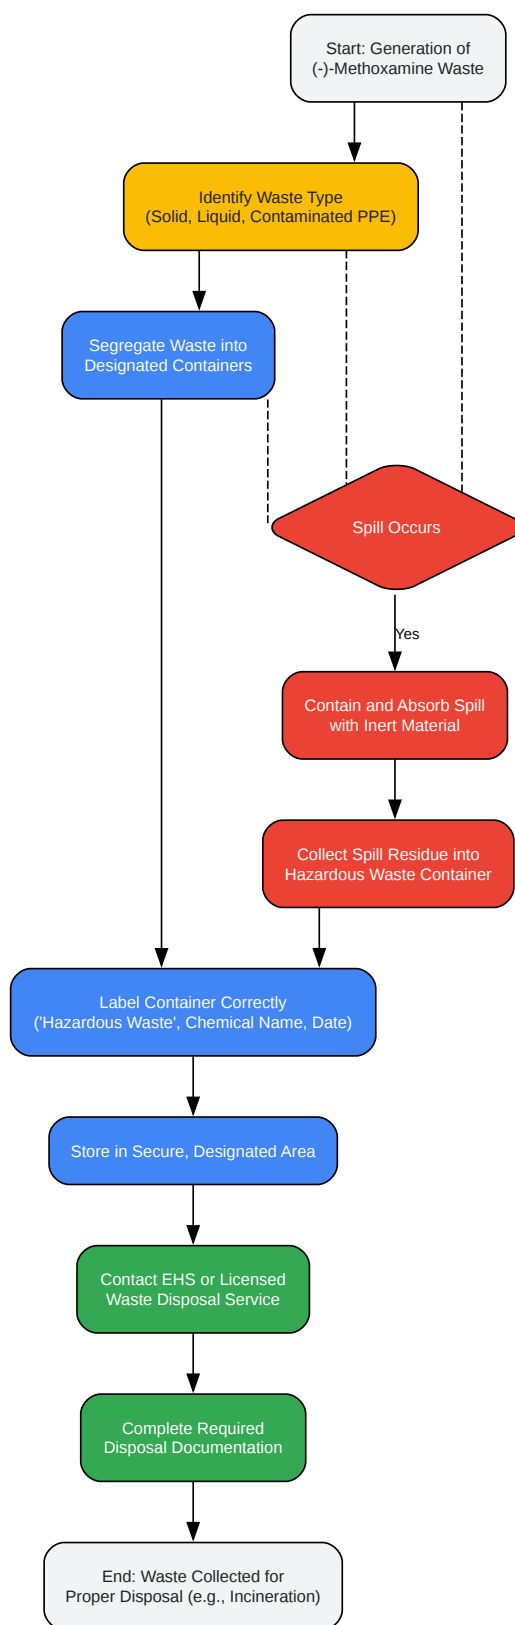 Start: Generation of
(-)-Methoxamine Waste
Identify Waste Type
(Solid, Liquid, Contaminated PPE)
Segregate Waste into
Designated Containers
Spill Occurs
Yes
Contain and Absorb Spill
with Inert Material
Collect Spill Residue into
Hazardous Waste Container
Label Container Correctly
('Hazardous Waste', Chemical Name, Date)
Store in Secure, Designated Area
Contact EHS or Licensed
Waste Disposal Service
Complete Required
Disposal Documentation
End: Waste Collected for
Proper Disposal (e.g., Incineration)